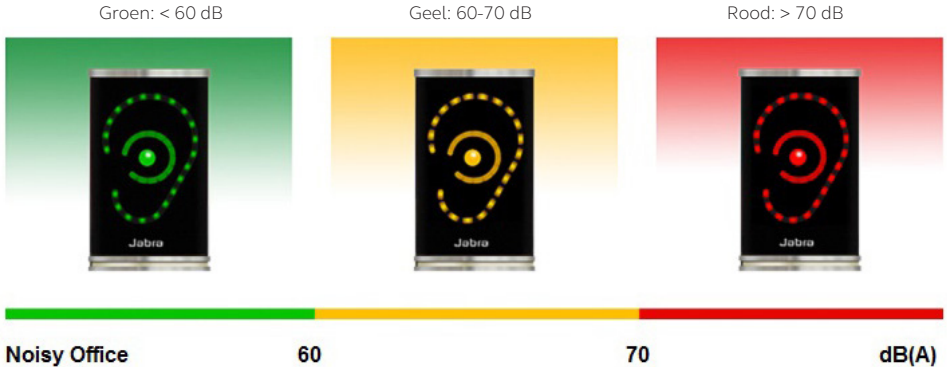 Groen: < 60 dB
Geel: 60-70 dB
Rood: > 70 dB
Jabra
Jabra
Jabra
Noisy Office
60
70
dB(A)